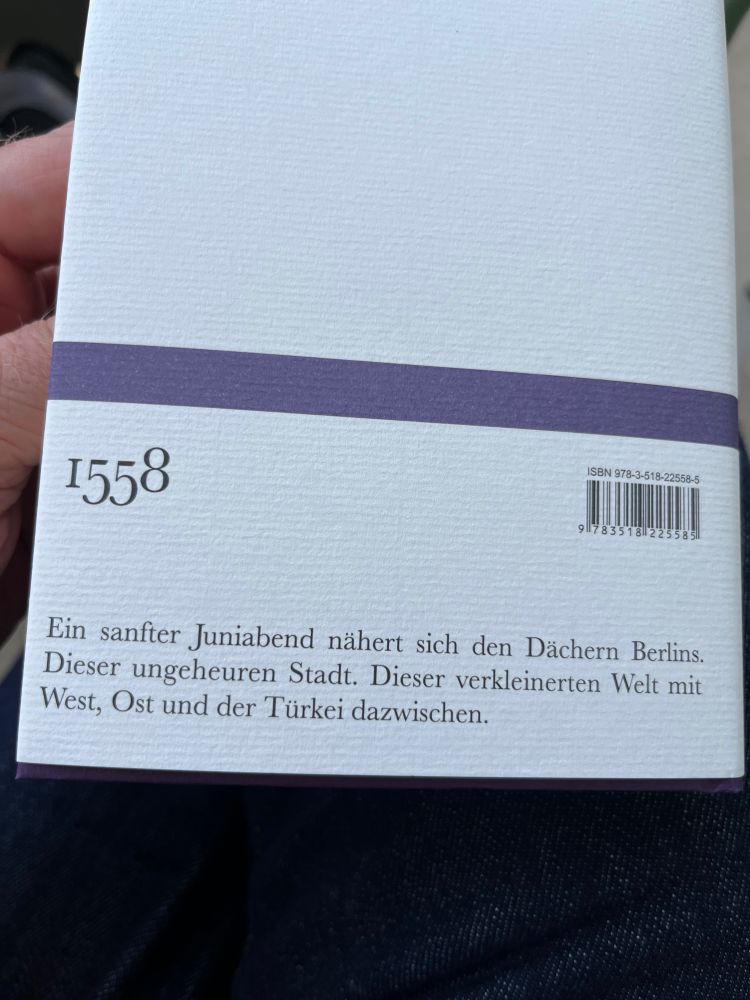 1558
ISBN 978-3-518-22558-5
9 783518 225585
Ein sanfter Juniabend nähert sich den Dächern Berlins.
Dieser ungeheuren Stadt. Dieser verkleinerten Welt mit
West, Ost und der Türkei dazwischen.